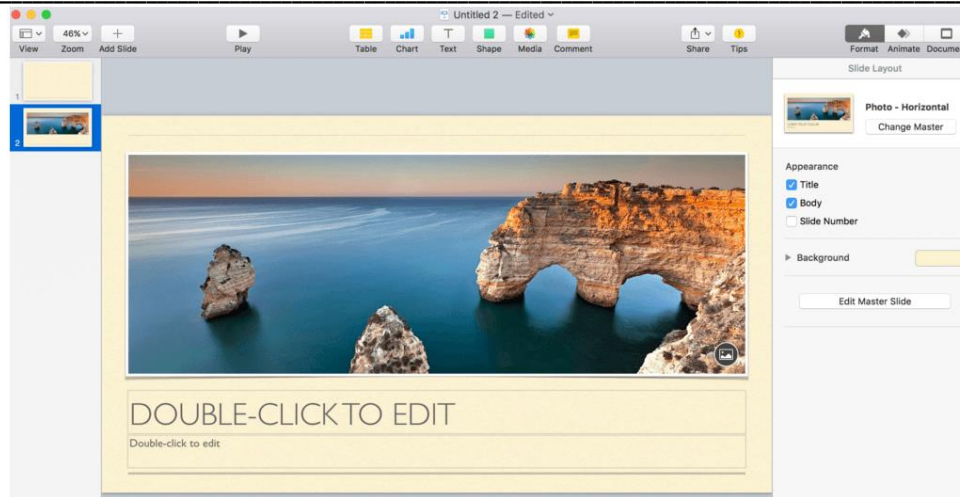 Untitled 2 — Edited
46%
View Zoom Add Slide Play Table Chart Text Shape Media Comment Share Tips Format Animate Docume
Slide Layout
1
2
Photo - Horizontal
Change Master
Appearance
Title
Body
Slide Number
Background
Edit Master Slide
DOUBLE-CLICK TO EDIT
Double-click to edit